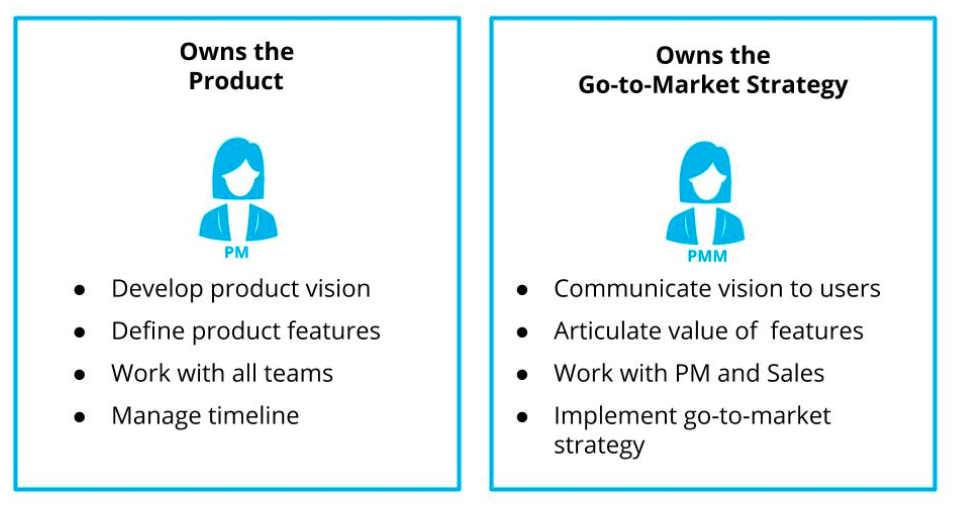 Owns the
Product
PM
● Develop product vision
● Define product features
● Work with all teams
● Manage timeline
Owns the
Go-to-Market Strategy
PMM
● Communicate vision to users
● Articulate value of  features
● Work with PM and Sales
● Implement go-to-market
strategy